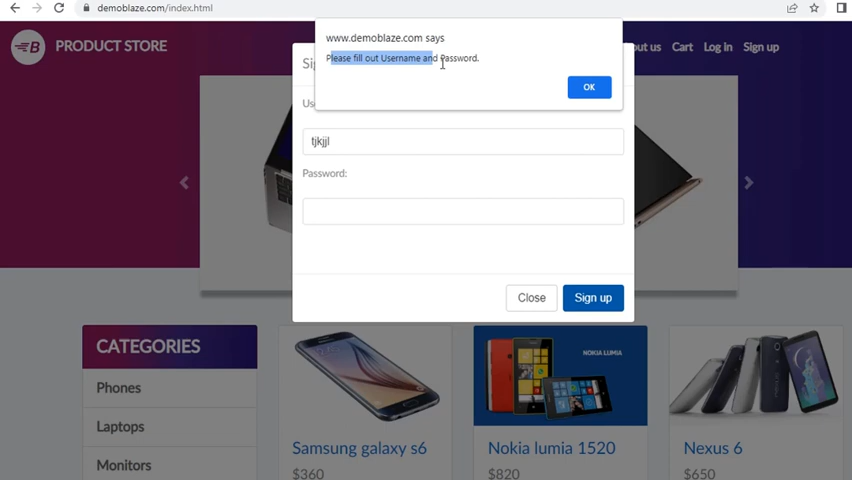 demoblaze.com/index.html
PRODUCT STORE
out us Cart Log in Sign up
www.demoblaze.com says
Please fill out Username and Password.
OK
Si
Us
tjkjjl
Password:
Close Sign up
CATEGORIES
Phones
Laptops
Monitors
NOKIA LUMIA
Samsung galaxy s6
$360
Nokia lumia 1520
$820
Nexus 6
$650